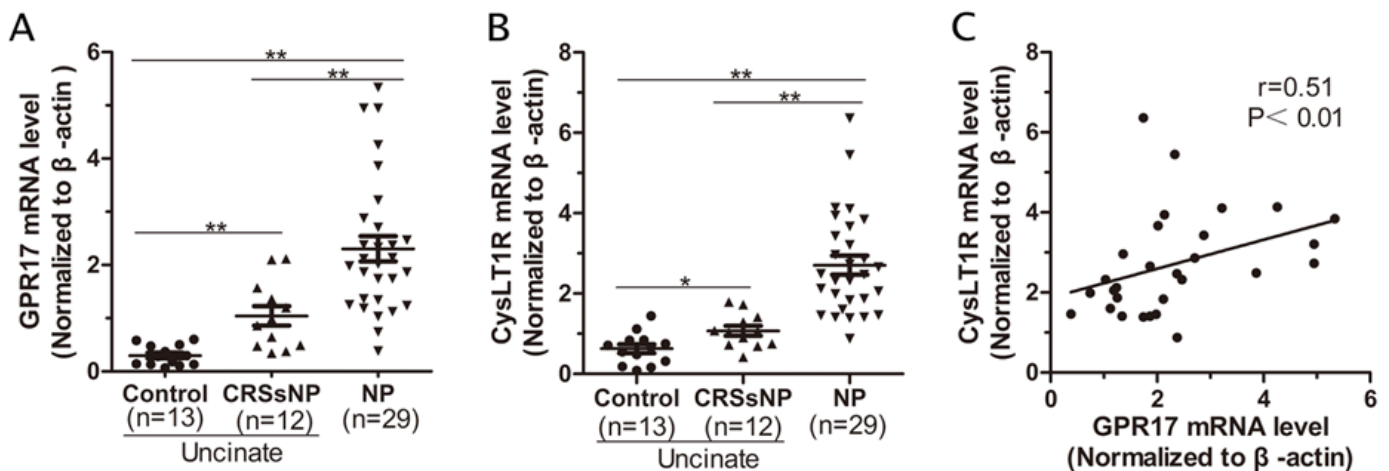 A
GPR17 mRNA level
(Normalized to β -actin )
6
4
2
0
**
**
**
Control
(n=13)
CRSsNP
(n=12)
NP
(n=29)
Uncinate
B
CysLT1R mRNA level
(Normalized to β -actin)
8
6
4
2
0
**
**
*
Control
(n=13)
CRSsNP
(n=12)
NP
(n=29)
Uncinate
C
CysLT1R mRNA level
(Normalized to β -actin)
8
6
4
2
0
r=0.51
P< 0.01
0
2
4
6
GPR17 mRNA level
(Normalized to β -actin)